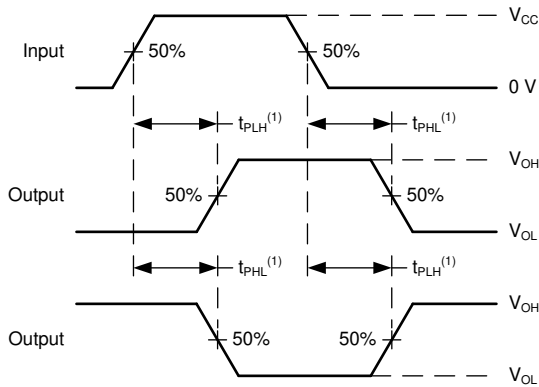 V_CC
Input 50% 50%
0 V
t_PLH^(1) t_PHL^(1)
V_OH
Output 50% 50%
V_OL
t_PHL^(1) t_PLH^(1)
V_OH
Output 50% 50%
V_OL